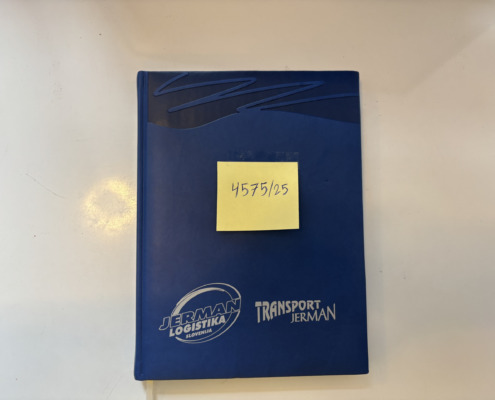 4575/25
JERMAN
LOGISTIKA
SLOVENIJA
TRANSPORT
JERMAN